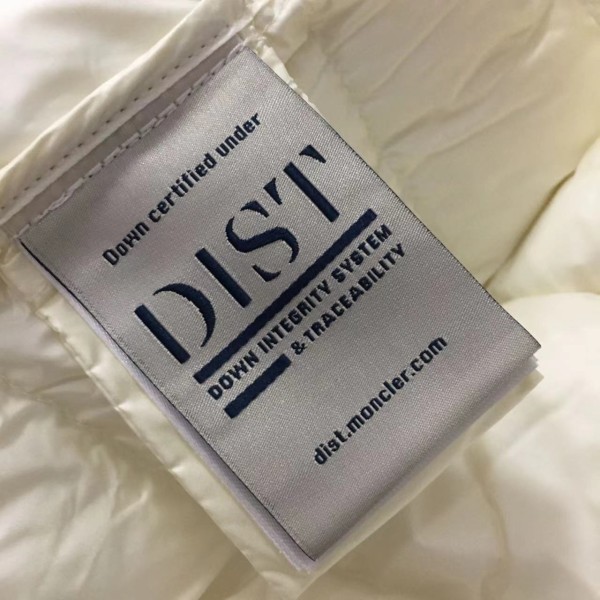 Down certified under
DIST
DOWN INTEGRITY SYSTEM
& TRACEABILITY
dist.moncler.com